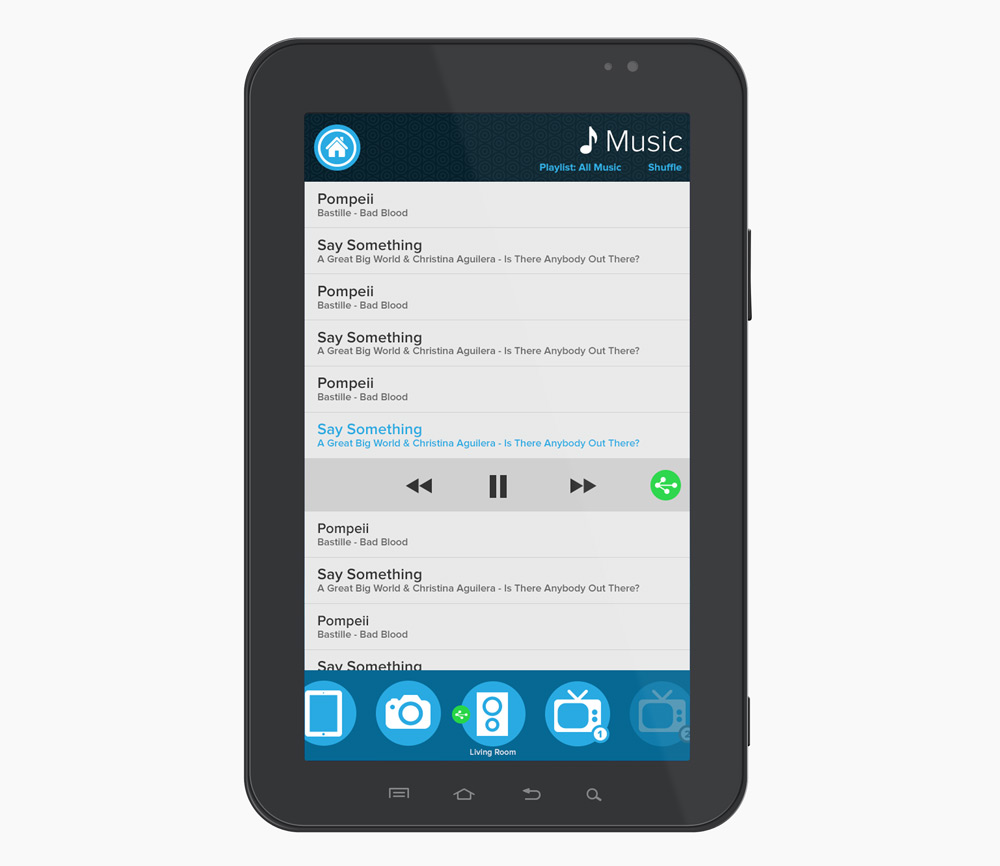 Music
Playlist: All Music Shuffle
Pompeii
Bastille - Bad Blood
Say Something
A Great Big World & Christina Aguilera - Is There Anybody Out There?
Pompeii
Bastille - Bad Blood
Say Something
A Great Big World & Christina Aguilera - Is There Anybody Out There?
Pompeii
Bastille - Bad Blood
Say Something
A Great Big World & Christina Aguilera - Is There Anybody Out There?
Pompeii
Bastille - Bad Blood
Say Something
A Great Big World & Christina Aguilera - Is There Anybody Out There?
Pompeii
Bastille - Bad Blood
Say Something
1 2
Living Room